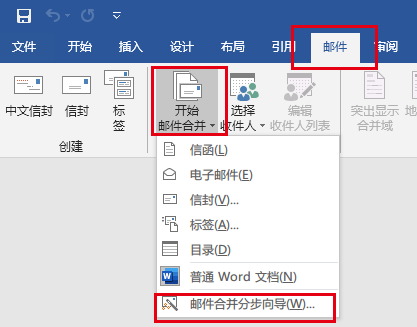 文件 开始 插入 设计 布局 引用 邮件 审阅
中文信封 信封 标签 开始邮件合并 选择收件人 编辑收件人列表 突出显示合并域
创建
信函(L)
电子邮件(E)
信封(V)...
标签(A)...
目录(D)
普通 Word 文档(N)
邮件合并分步向导(W)...